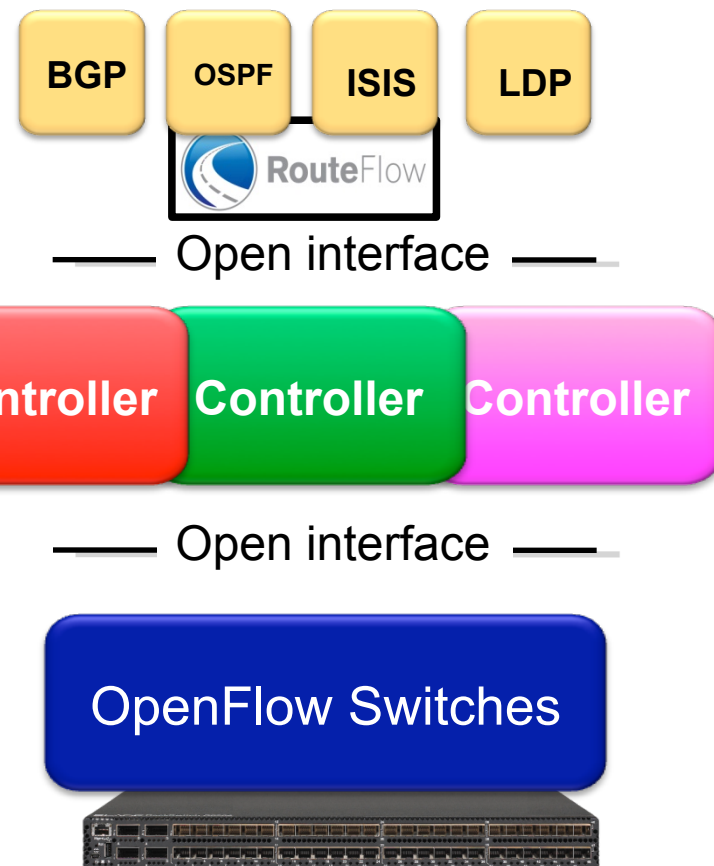 BGP OSPF ISIS LDP
RouteFlow
Open interface
ntroller Controller Controller
Open interface
OpenFlow Switches